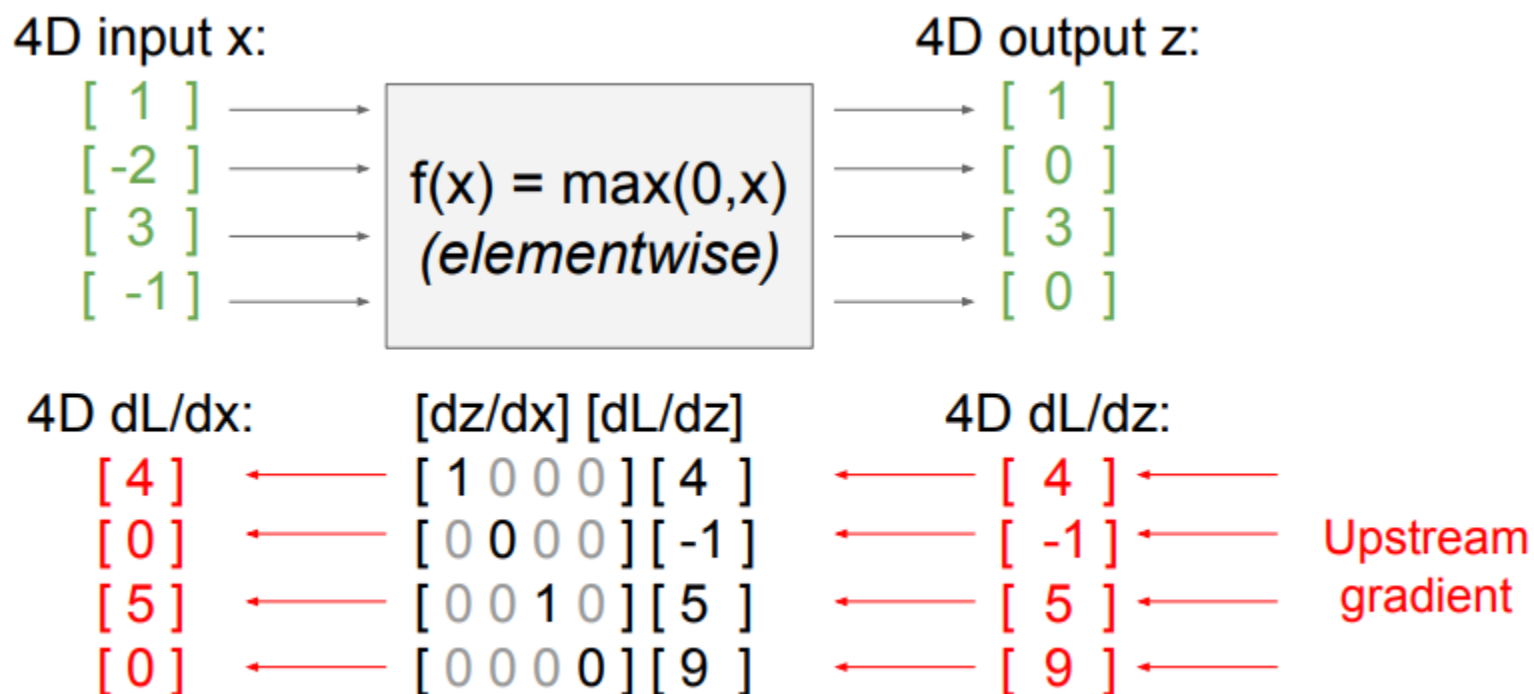 4D input x:
4D output z:
[ 1 ]
[ -2 ]
[ 3 ]
[ -1 ]
f(x) = max(0,x)
(elementwise)
[ 1 ]
[ 0 ]
[ 3 ]
[ 0 ]
4D dL/dx:
[dz/dx] [dL/dz]
4D dL/dz:
[ 4 ]
[ 0 ]
[ 5 ]
[ 0 ]
[ 1 0 0 0 ] [ 4 ]
[ 0 0 0 0 ] [ -1 ]
[ 0 0 1 0 ] [ 5 ]
[ 0 0 0 0 ] [ 9 ]
[ 4 ]
[ -1 ]
[ 5 ]
[ 9 ]
Upstream
gradient